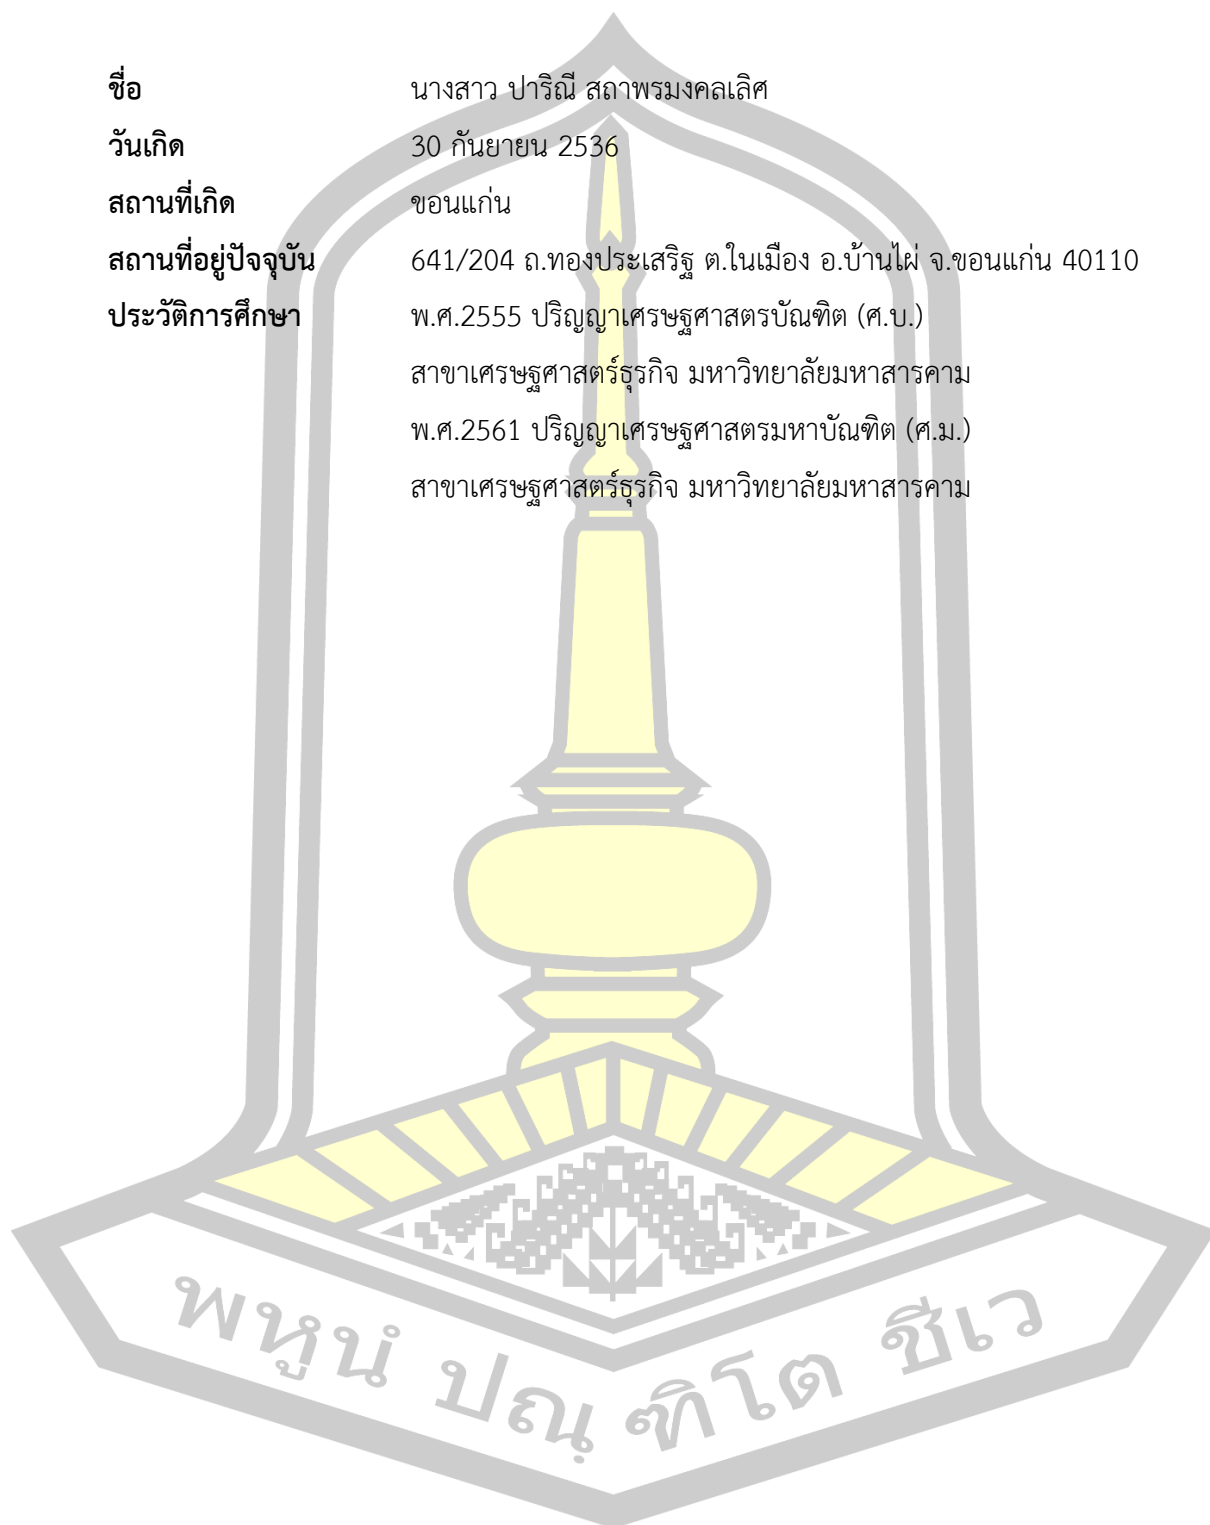 ชื่อ นางสาว ปาริณี สถาพรมงคลเลิศ
วันเกิด 30 กันยายน 2536
สถานที่เกิด ขอนแก่น
สถานที่อยู่ปัจจุบัน 641/204 ถ.ทองประเสริฐ ต.ในเมือง อ.บ้านไผ่ จ.ขอนแก่น 40110
ประวัติการศึกษา พ.ศ.2555 ปริญญาเศรษฐศาสตรบัณฑิต (ศ.บ.)
สาขาเศรษฐศาสตร์ธุรกิจ มหาวิทยาลัยมหาสารคาม
พ.ศ.2561 ปริญญาเศรษฐศาสตรมหาบัณฑิต (ศ.ม.)
สาขาเศรษฐศาสตร์ธุรกิจ มหาวิทยาลัยมหาสารคาม
พหูนํ ปณฺฑิโต ชีเว